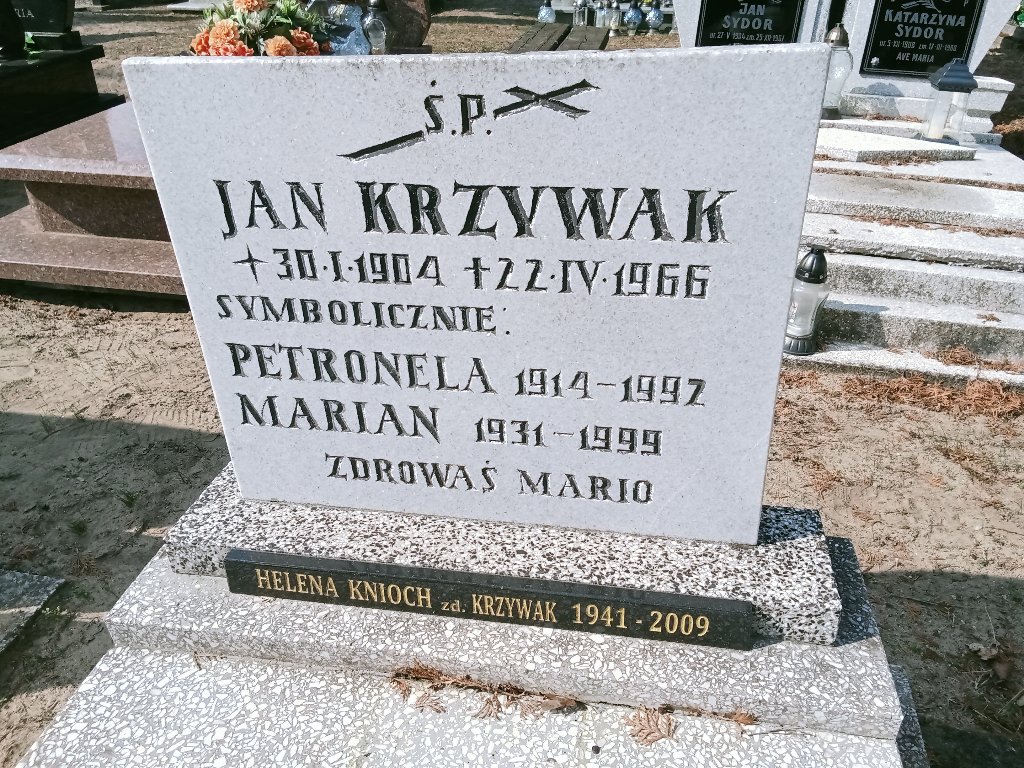 Ś.P.
JAN KRZYWAK
30·I·1904 †22·IV·1966
SYMBOLICZNIE:
PETRONELA 1914-1992
MARIAN 1931-1999
ZDROWAŚ MARIO
HELENA KNIOCH zd. KRZYWAK 1941-2009
JAN
SYDOR
KATARZYNA
SYDOR
AVE MARIA